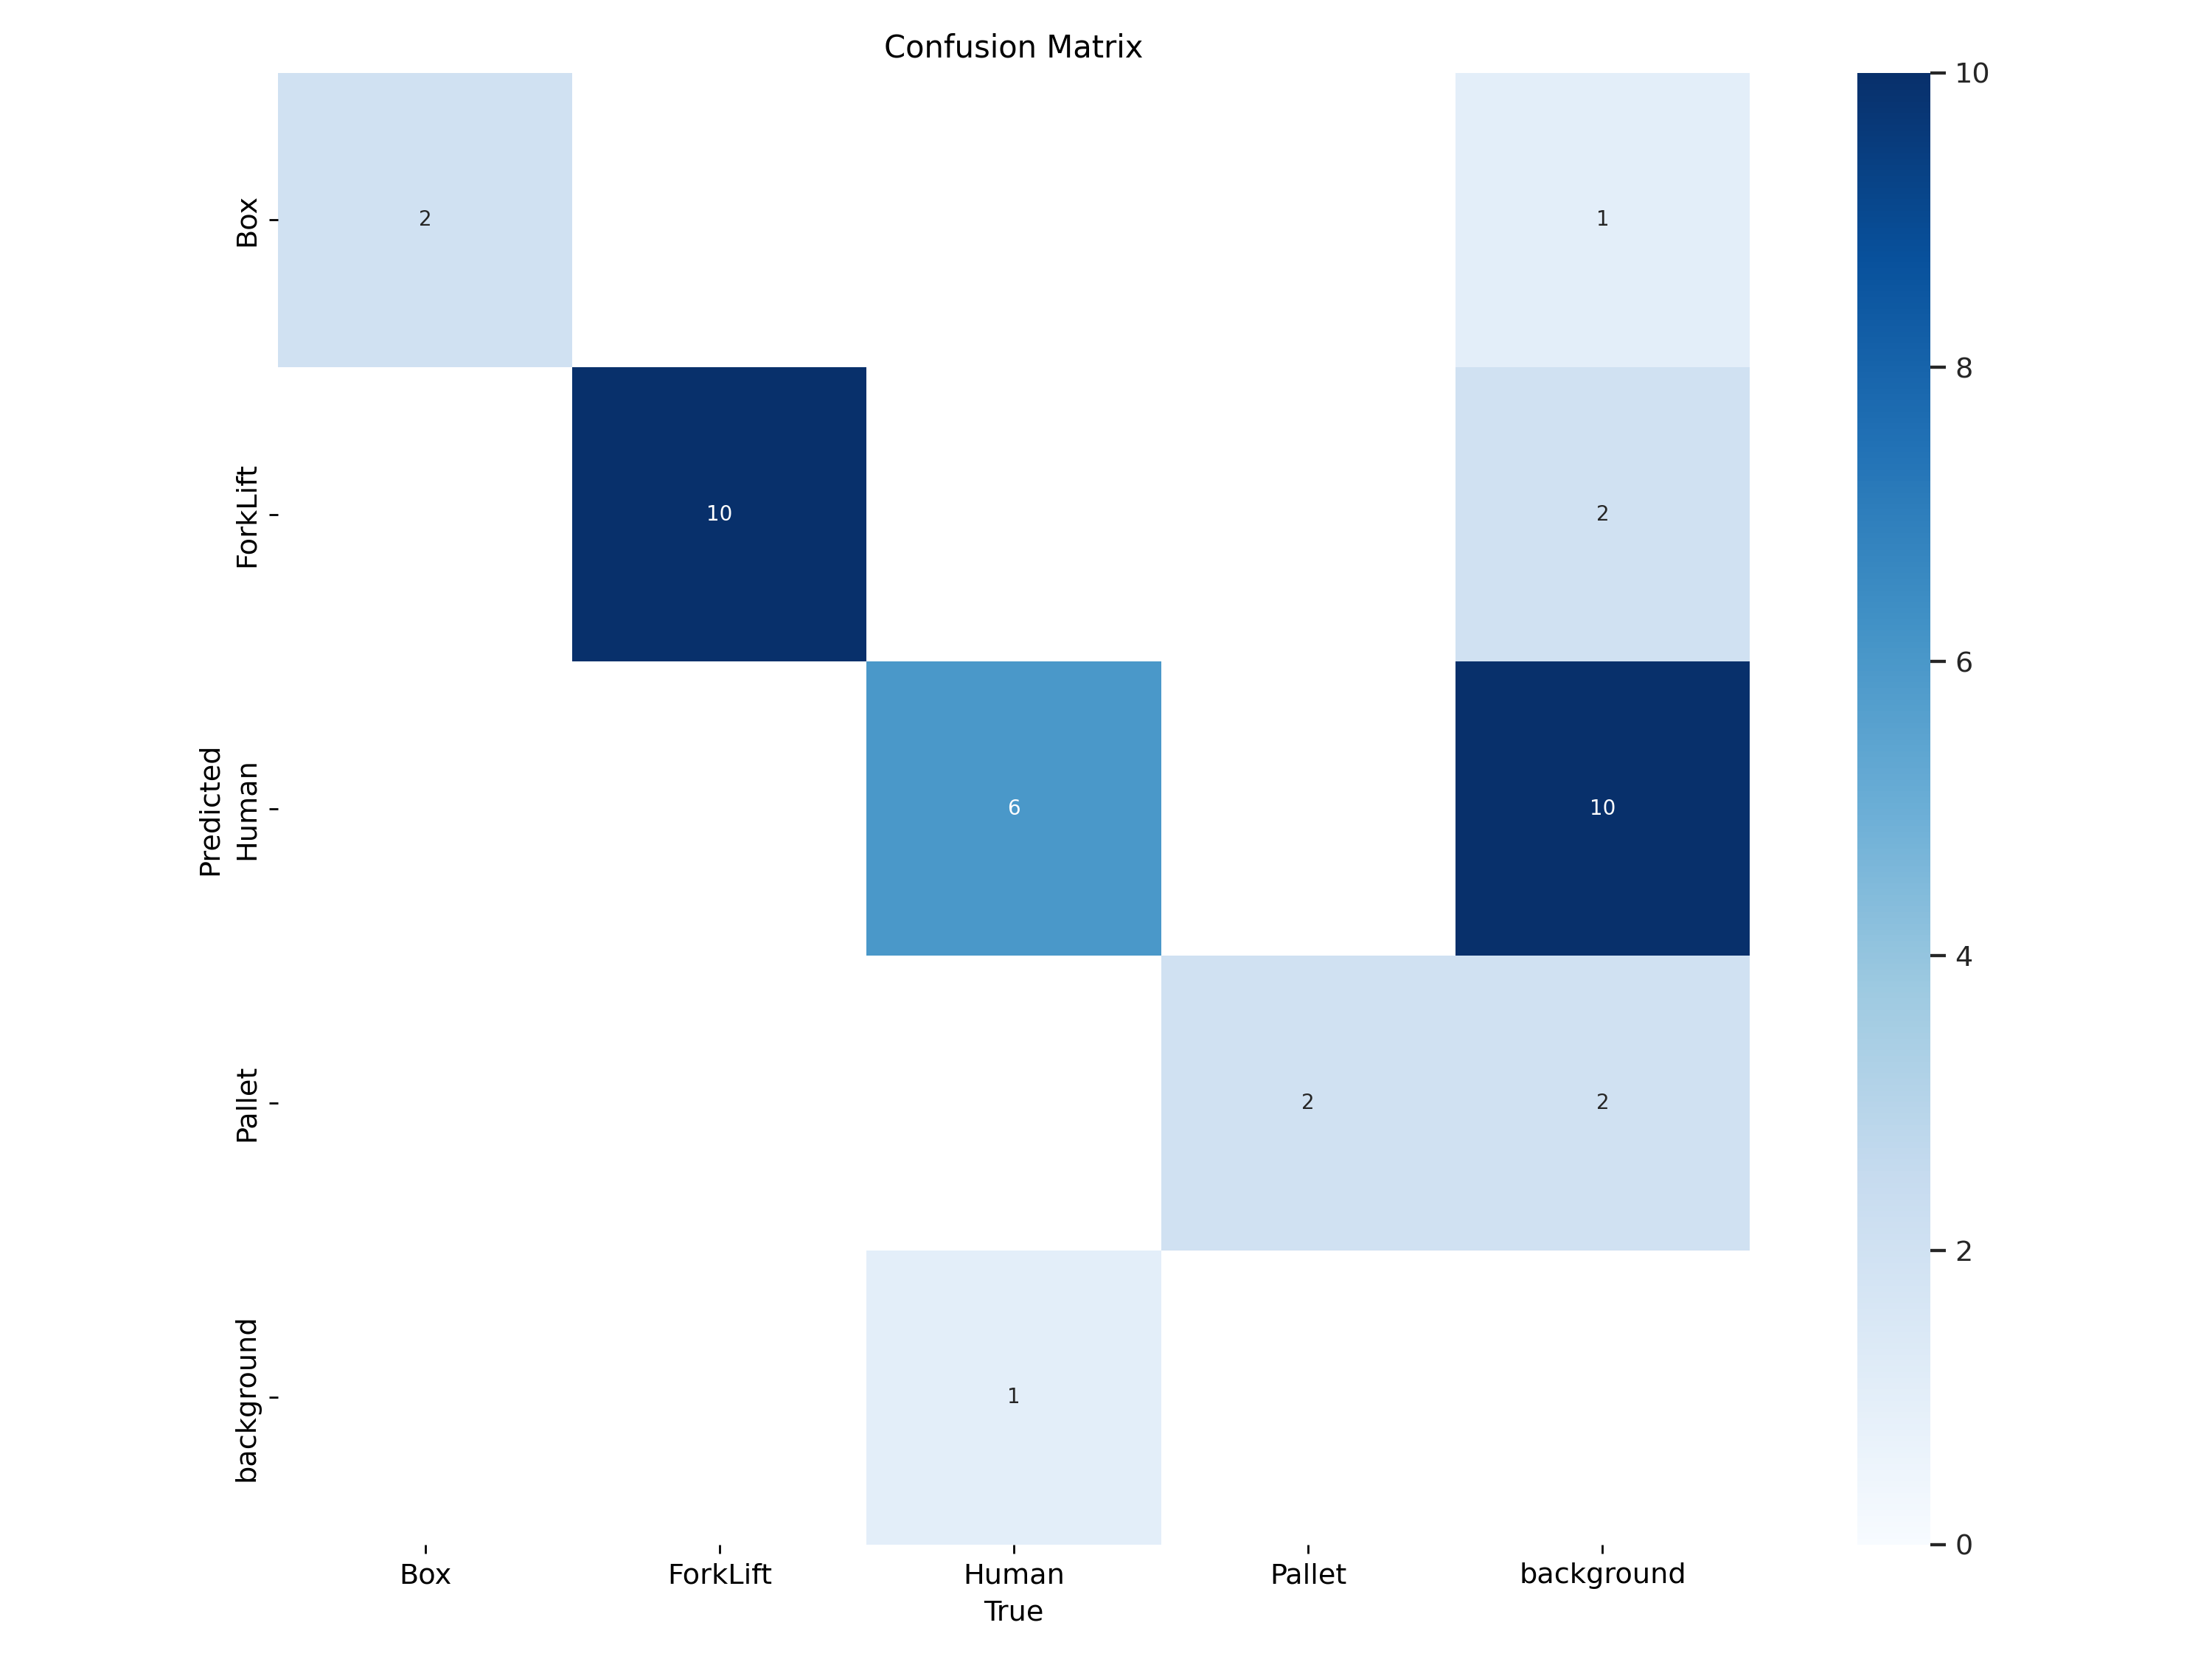 Confusion Matrix
Box
ForkLift
Human
Pallet
background
Predicted
2
1
10
2
6
10
2
2
1
Box
ForkLift
Human
Pallet
background
True
10
8
6
4
2
0